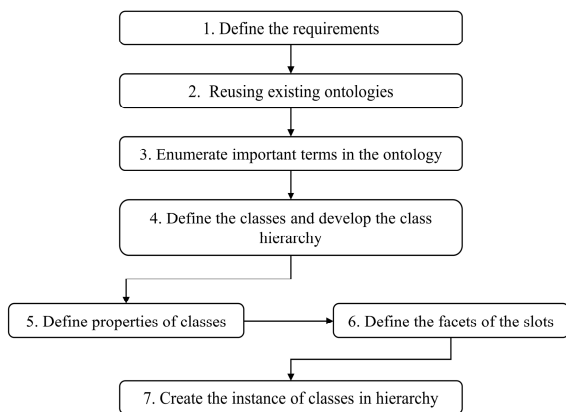 1. Define the requirements
2. Reusing existing ontologies
3. Enumerate important terms in the ontology
4. Define the classes and develop the class
hierarchy
5. Define properties of classes
6. Define the facets of the slots
7. Create the instance of classes in hierarchy